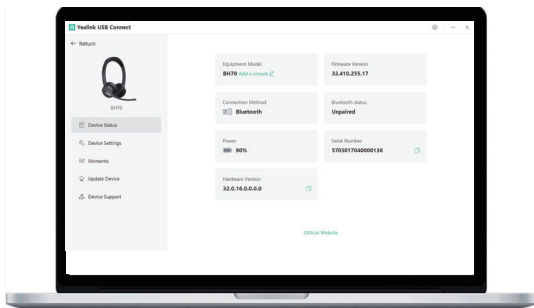 Yealink USB Connect
Return
BH70
Device Status
Device Settings
Moments
Update Device
Device Support
Equipment Model
BH70 Add a remark
Firmware Version
32.410.255.17
Connection Method
Bluetooth
Bluetooth status
Unpaired
Power
90%
Serial Number
5703017040000136
Hardware Version
32.0.16.0.0.0.0
Official Website